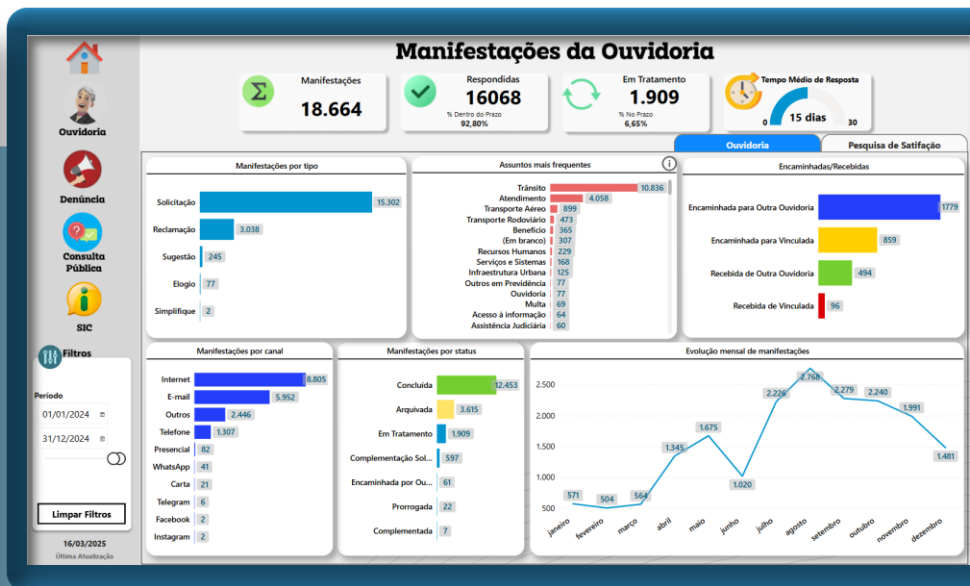 Manifestações da Ouvidoria
Manifestações
18.664
Respondidas
16068
% Dentro do Prazo
92,80%
Em Tratamento
1.909
% No Prazo
6,65%
Tempo Médio de Resposta
15 dias
0
30
Ouvidoria
Denúncia
Consulta
Pública
SIC
Filtros
Período
01/01/2024
31/12/2024
Limpar Filtros
16/03/2025
Última Atualização
Ouvidoria
Pesquisa de Satifação
Manifestações por tipo
Solicitação 15.302
Reclamação 3.038
Sugestão 245
Elogio 77
Simplifique 2
Assuntos mais frequentes
Trânsito 10.836
Atendimento 4.058
Transporte Aéreo 899
Transporte Rodoviário 473
Benefício 365
(Em branco) 307
Recursos Humanos 229
Serviços e Sistemas 168
Infraestrutura Urbana 125
Outros em Previdência 77
Ouvidoria 77
Multa 69
Acesso à informação 64
Assistência Judiciária 60
Encaminhadas/Recebidas
Encaminhada para Outra Ouvidoria 1779
Encaminhada para Vinculada 859
Recebida de Outra Ouvidoria 494
Recebida de Vinculada 96
Manifestações por canal
Internet 8.805
E-mail 5.952
Outros 2.446
Telefone 1.307
Presencial 82
WhatsApp 41
Carta 21
Telegram 6
Facebook 2
Instagram 2
Manifestações por status
Concluída 12.453
Arquivada 3.615
Em Tratamento 1.909
Complementação Sol... 597
Encaminhada por Ou... 61
Prorrogada 22
Complementada 7
Evolução mensal de manifestações
2.500
2.000
1.500
1.000
500
571
504
564
1.345
1.675
1.020
2.226
2.768
2.279
2.240
1.991
1.481
janeiro
fevereiro
março
abril
maio
junho
julho
agosto
setembro
outubro
novembro
dezembro